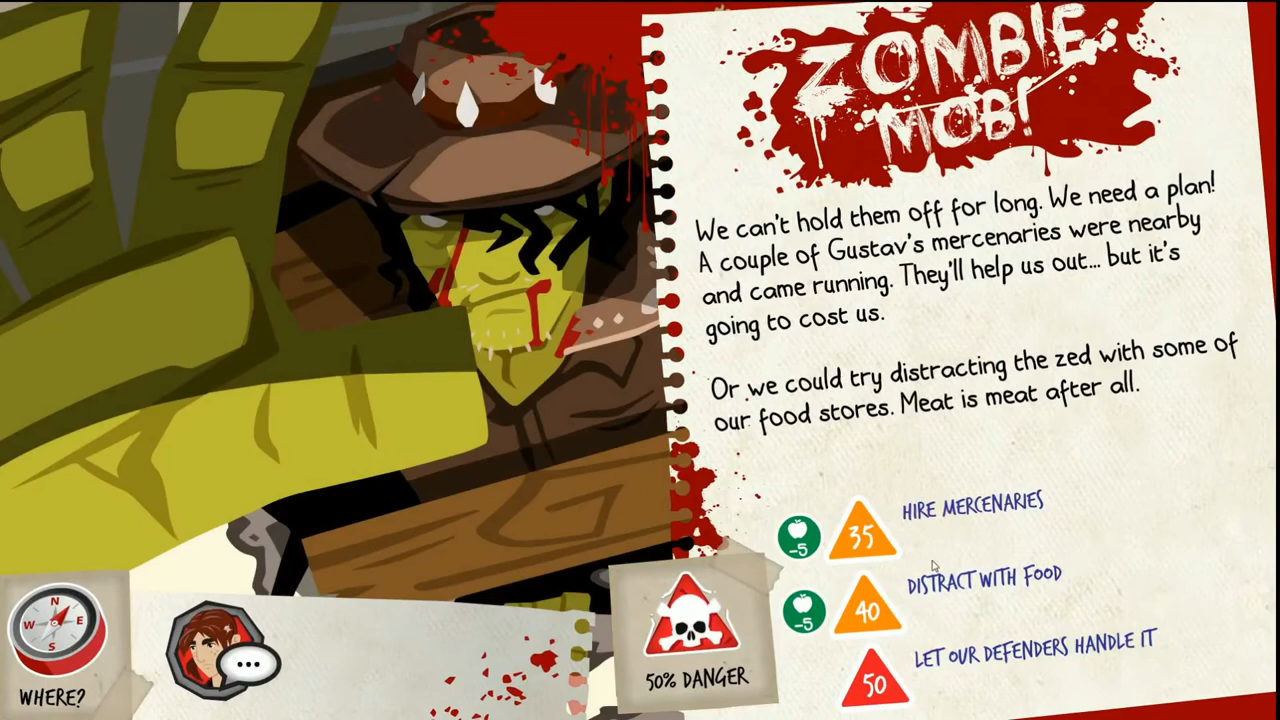 ZOMBIE
MOB!
We can't hold them off for long. We need a plan!
A couple of Gustav's mercenaries were nearby
and came running. They'll help us out... but it's
going to cost us.
Or we could try distracting the zed with some of
our food stores. Meat is meat after all.
-5 35 HIRE MERCENARIES
-5 40 DISTRACT WITH FOOD
50 LET OUR DEFENDERS HANDLE IT
N
W E
S
WHERE?
...
50% DANGER